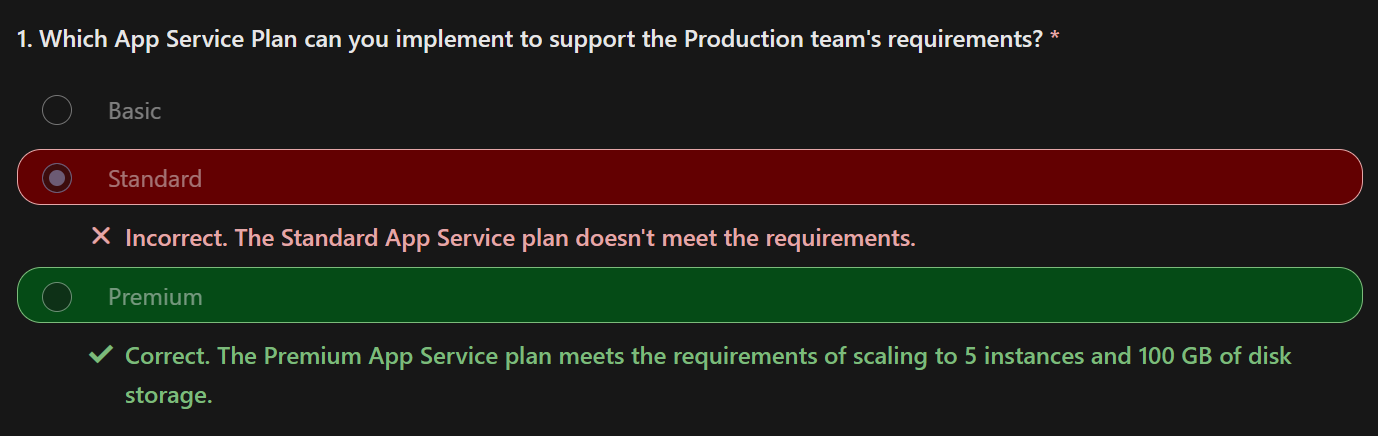 1. Which App Service Plan can you implement to support the Production team's requirements? *
Basic
Standard
Incorrect. The Standard App Service plan doesn't meet the requirements.
Premium
Correct. The Premium App Service plan meets the requirements of scaling to 5 instances and 100 GB of disk
storage.